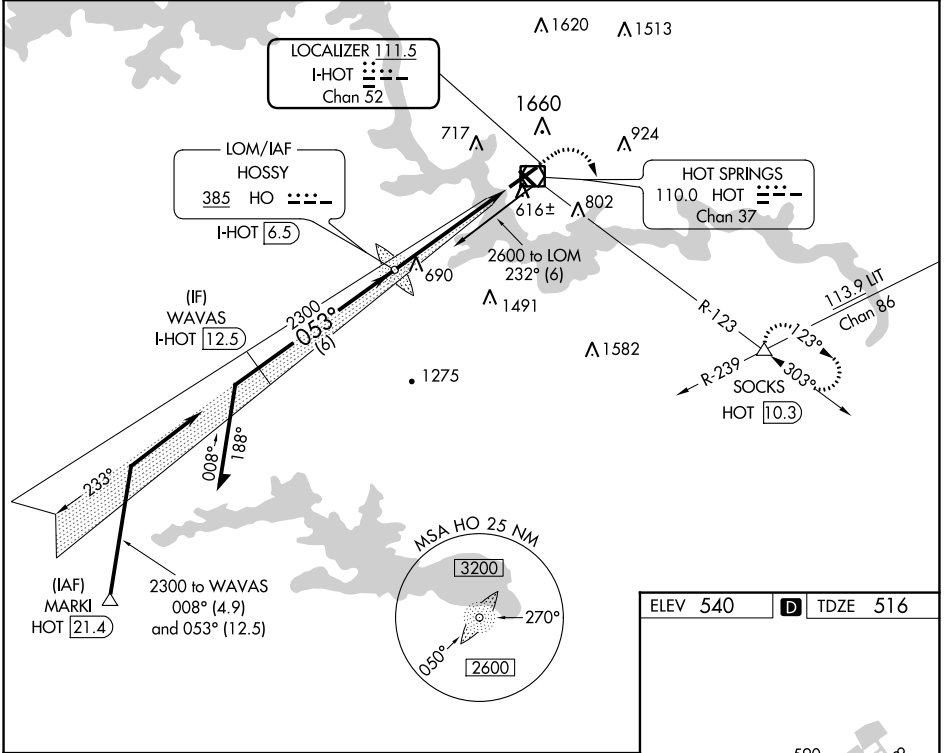 1620
1513
LOCALIZER 111.5
I-HOT
Chan 52
1660
717
924
LOM/IAF
HOSSY
385 HO
I-HOT 6.5
HOT SPRINGS
110.0 HOT
Chan 37
616±
802
2600 to LOM
232° (6)
690
(IF)
WAVAS
I-HOT 12.5
2300
053°
(6)
1491
113.9 LIT
Chan 86
R-123
1582
123°
R-239
303°
SOCKS
HOT 10.3
1275
008°
188°
233°
(IAF)
MARKI
HOT 21.4
2300 to WAVAS
008° (4.9)
and 053° (12.5)
MSA HO 25 NM
3200
270°
050°
2600
ELEV 540
D TDZE 516